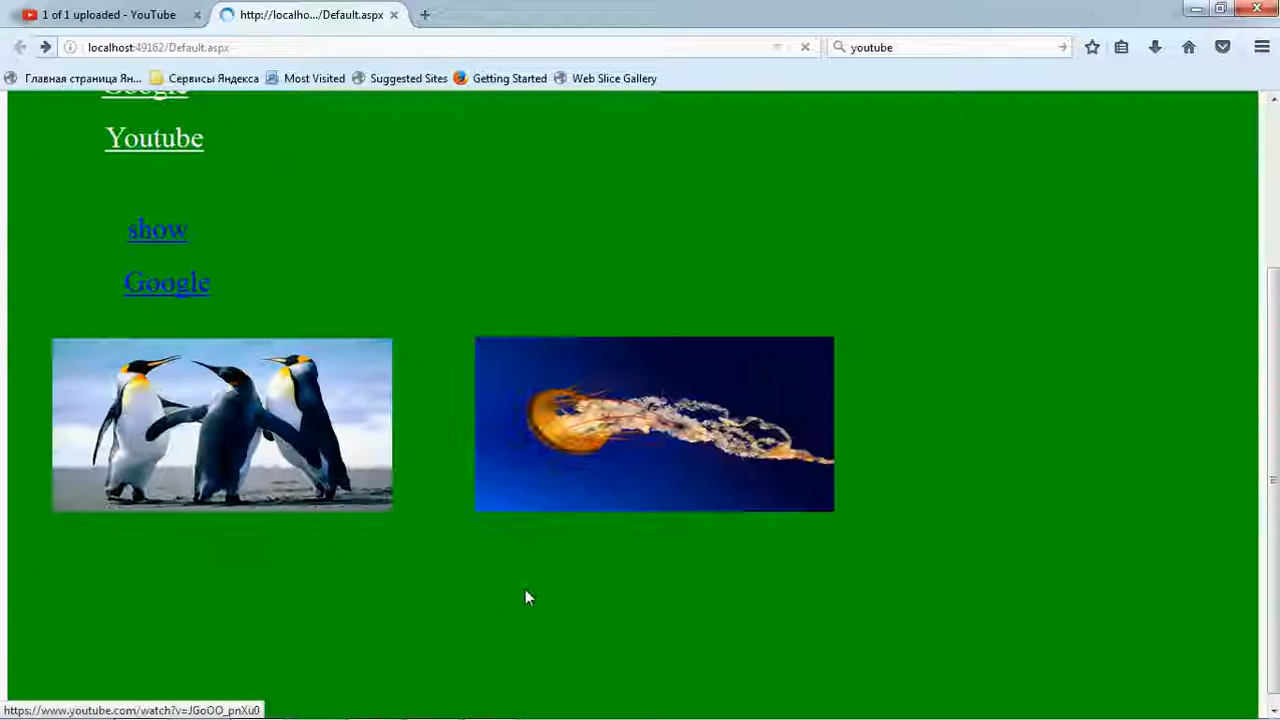 1 of 1 uploaded - YouTube
http://localho.../Default.aspx
localhost:49162/Default.aspx
youtube
Главная страница Ян...
Сервисы Яндекса
Most Visited
Suggested Sites
Getting Started
Web Slice Gallery
Google
Youtube
show
Google
https://www.youtube.com/watch?v=JGoOO_pnXu0